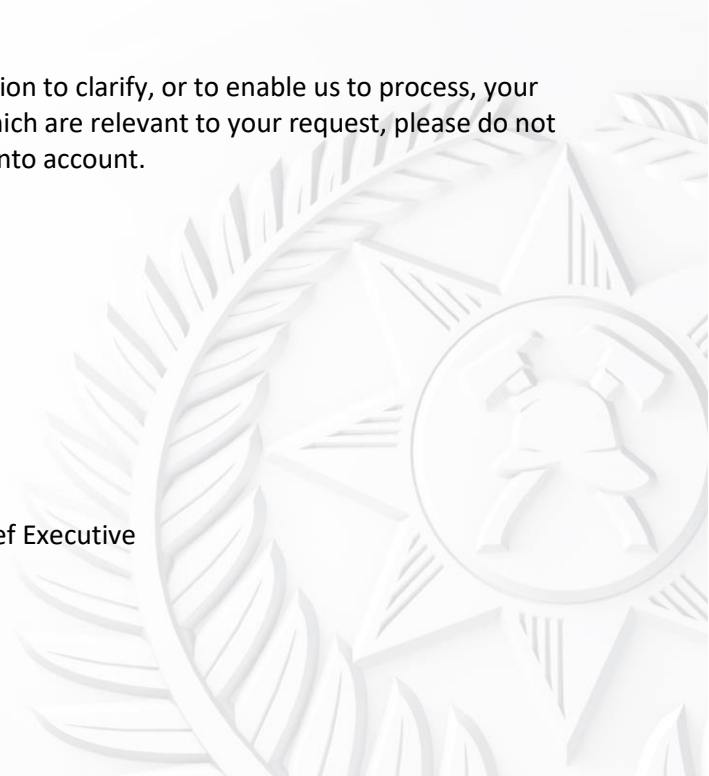 ion to clarify, or to enable us to process, your
hich are relevant to your request, please do not
nto account.
ef Executive